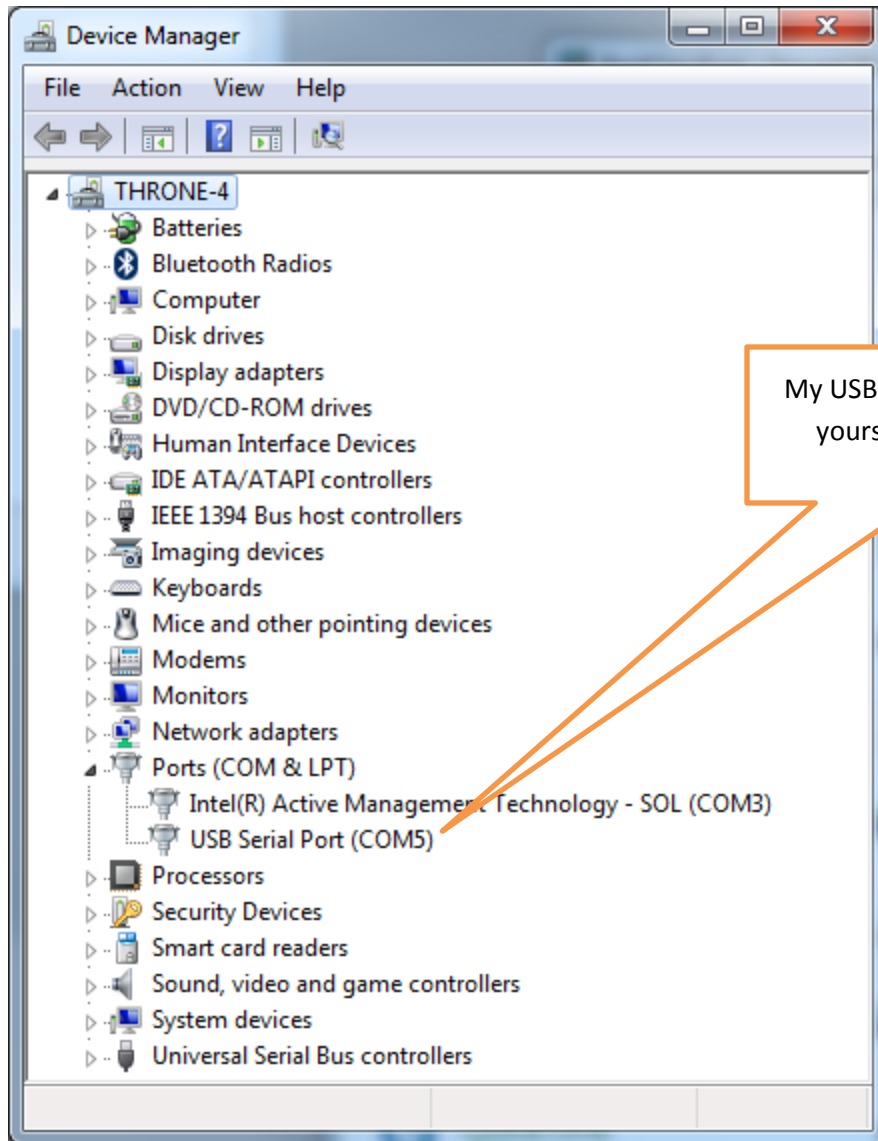 Device Manager
File Action View Help
THRONE-4
Batteries
Bluetooth Radios
Computer
Disk drives
Display adapters
DVD/CD-ROM drives
Human Interface Devices
IDE ATA/ATAPI controllers
IEEE 1394 Bus host controllers
Imaging devices
Keyboards
Mice and other pointing devices
Modems
Monitors
Network adapters
Ports (COM & LPT)
Intel(R) Active Management Technology - SOL (COM3)
USB Serial Port (COM5)
Processors
Security Devices
Smart card readers
Sound, video and game controllers
System devices
Universal Serial Bus controllers
My USB
yours